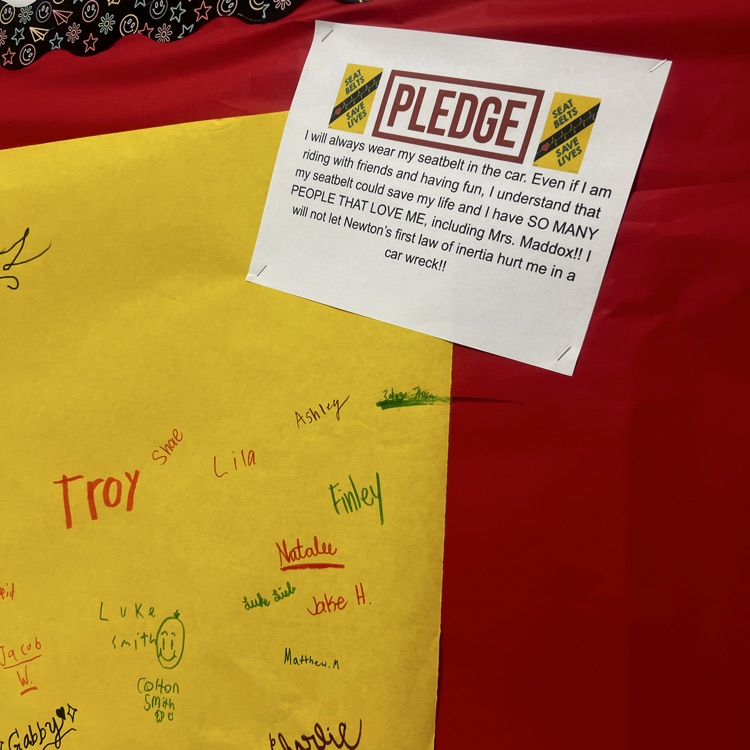 SEAT
BELTS
SAVE
LIVES
PLEDGE
SEAT
BELTS
SAVE
LIVES
I will always wear my seatbelt in the car. Even if I am
riding with friends and having fun, I understand that
my seatbelt could save my life and I have SO MANY
PEOPLE THAT LOVE ME, including Mrs. Maddox!! I
will not let Newton's first law of inertia hurt me in a
car wreck!!
Ashley
Shae
Lila
Troy
Finley
Natalee
Luke
Jake H.
Luke
Smith
Jacob
W.
Matthew.M
Colton
Smith
Gabby